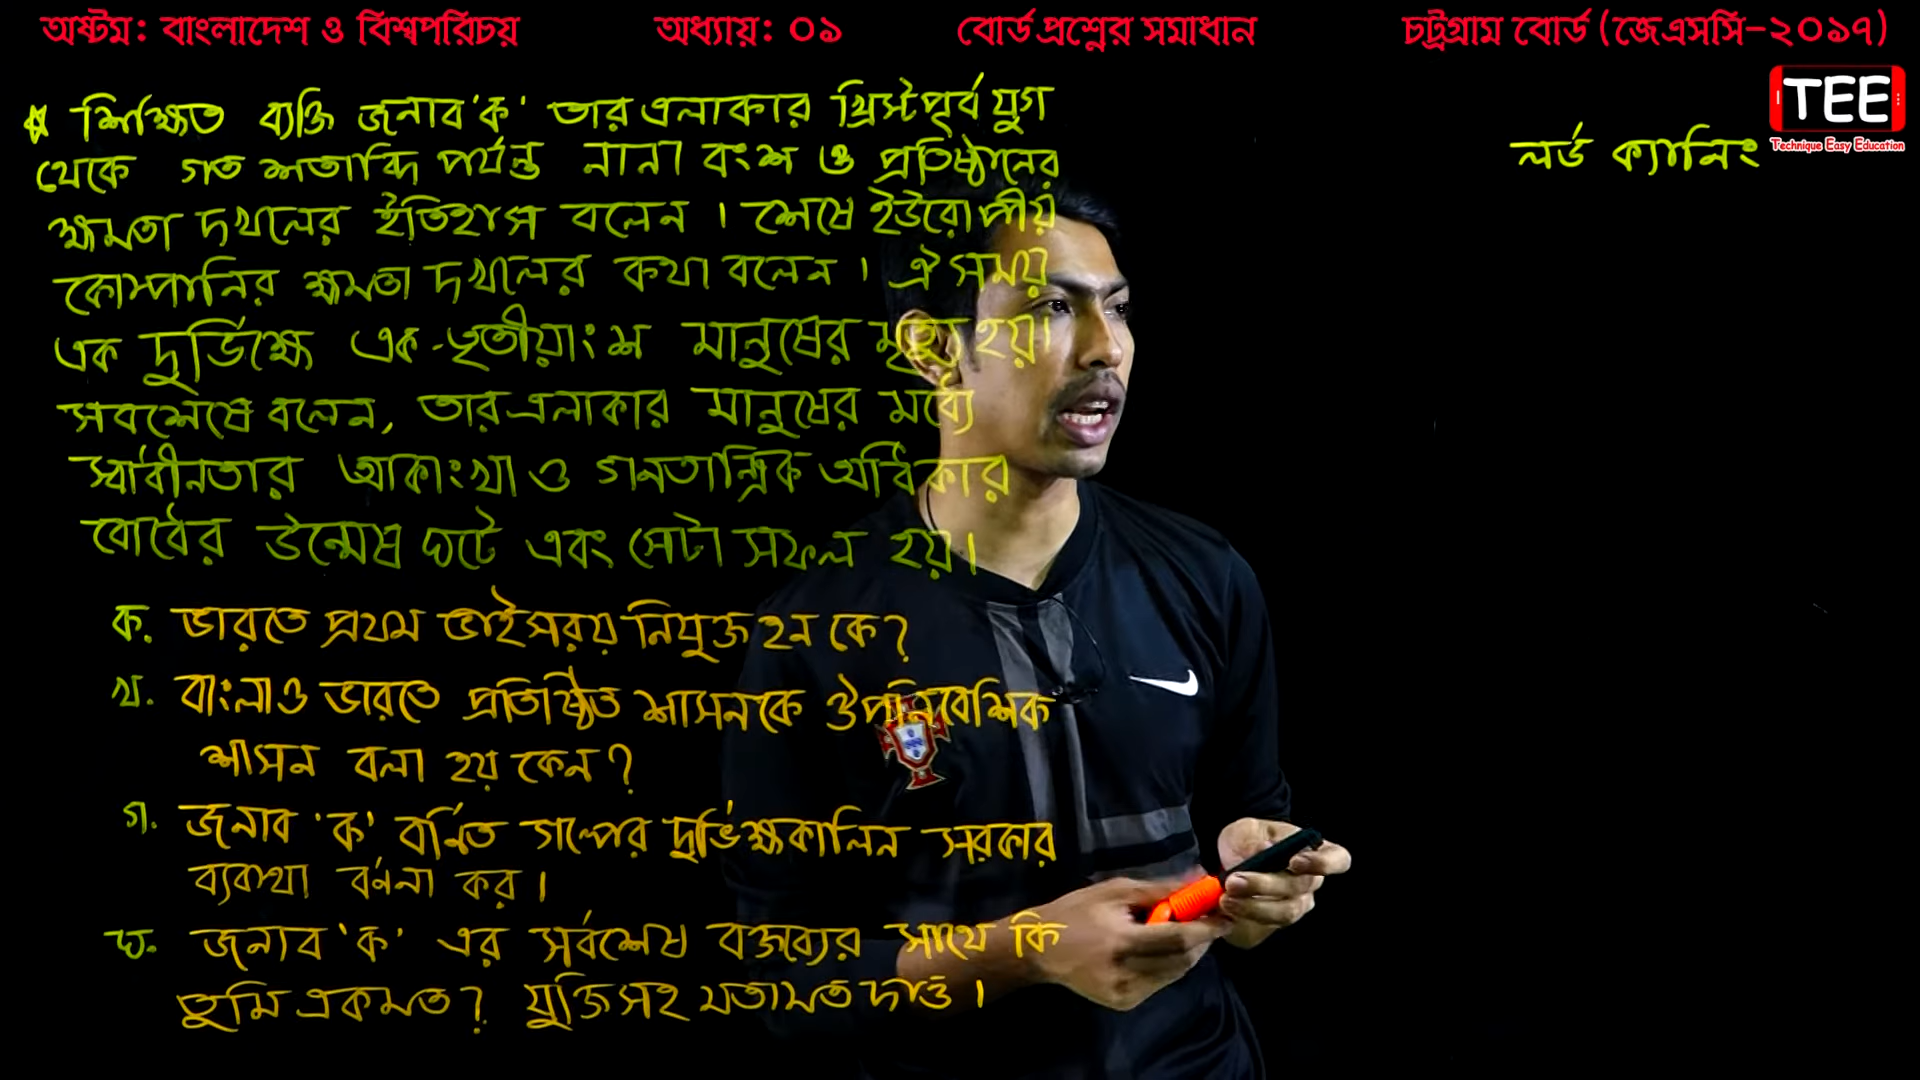 অষ্টম: বাংলাদেশ ও বিশ্বপরিচয় অধ্যায়: ০১ বোর্ড প্রশ্নের সমাধান চট্টগ্রাম বোর্ড (জেএসসি-২০১৭)
TEE
Technique Easy Education
লর্ড ক্যানিং
শিক্ষিত ব্যক্তি জনাব 'ক' তার এলাকার খ্রিস্টপূর্ব যুগ
থেকে গত শতাব্দি পর্যন্ত নানা বংশ ও প্রতিষ্ঠানের
ক্ষমতা দখলের ইতিহাস বলেন। শেষে ইউরোপীয়
কোম্পানির ক্ষমতা দখলের কথা বলেন। ঐ সময়
এক দুর্ভিক্ষে এক-তৃতীয়াংশ মানুষের মৃত্যু হয়।
সবশেষে বলেন, তার এলাকার মানুষের মধ্যে
স্বাধীনতার আকাংখা ও গনতান্ত্রিক অধিকার
বোধের উন্মেষ ঘটে এবং সেটা সফল হয়।
ক. ভারতে প্রথম ভাইসরয় নিযুক্ত হন কে?
খ. বাংলা ও ভারতে প্রতিষ্ঠিত শাসনকে ঔপনিবেশিক
শাসন বলা হয় কেন?
গ. জনাব 'ক' বর্নিত গল্পের দুর্ভিক্ষকালিন সরকার
ব্যবস্থা বর্ননা কর।
ঘ. জনাব 'ক' এর সর্বশেষ বক্তব্যের সাথে কি
তুমি একমত? যুক্তিসহ মতামত দাও।